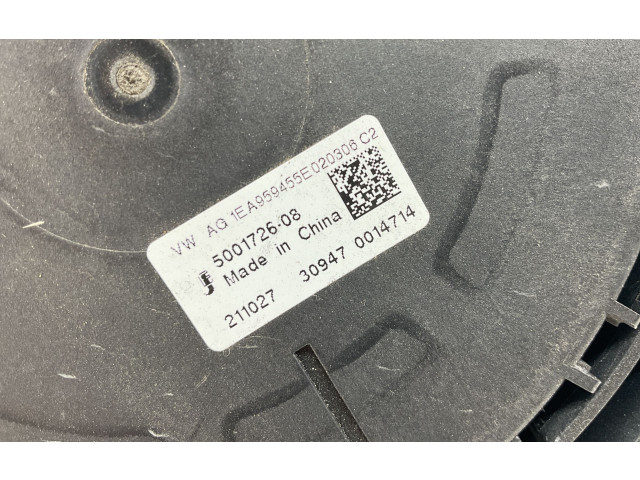 VW AG 1EA959455E020306 C2
5001726-08
Made in China
211027 30947 0014714